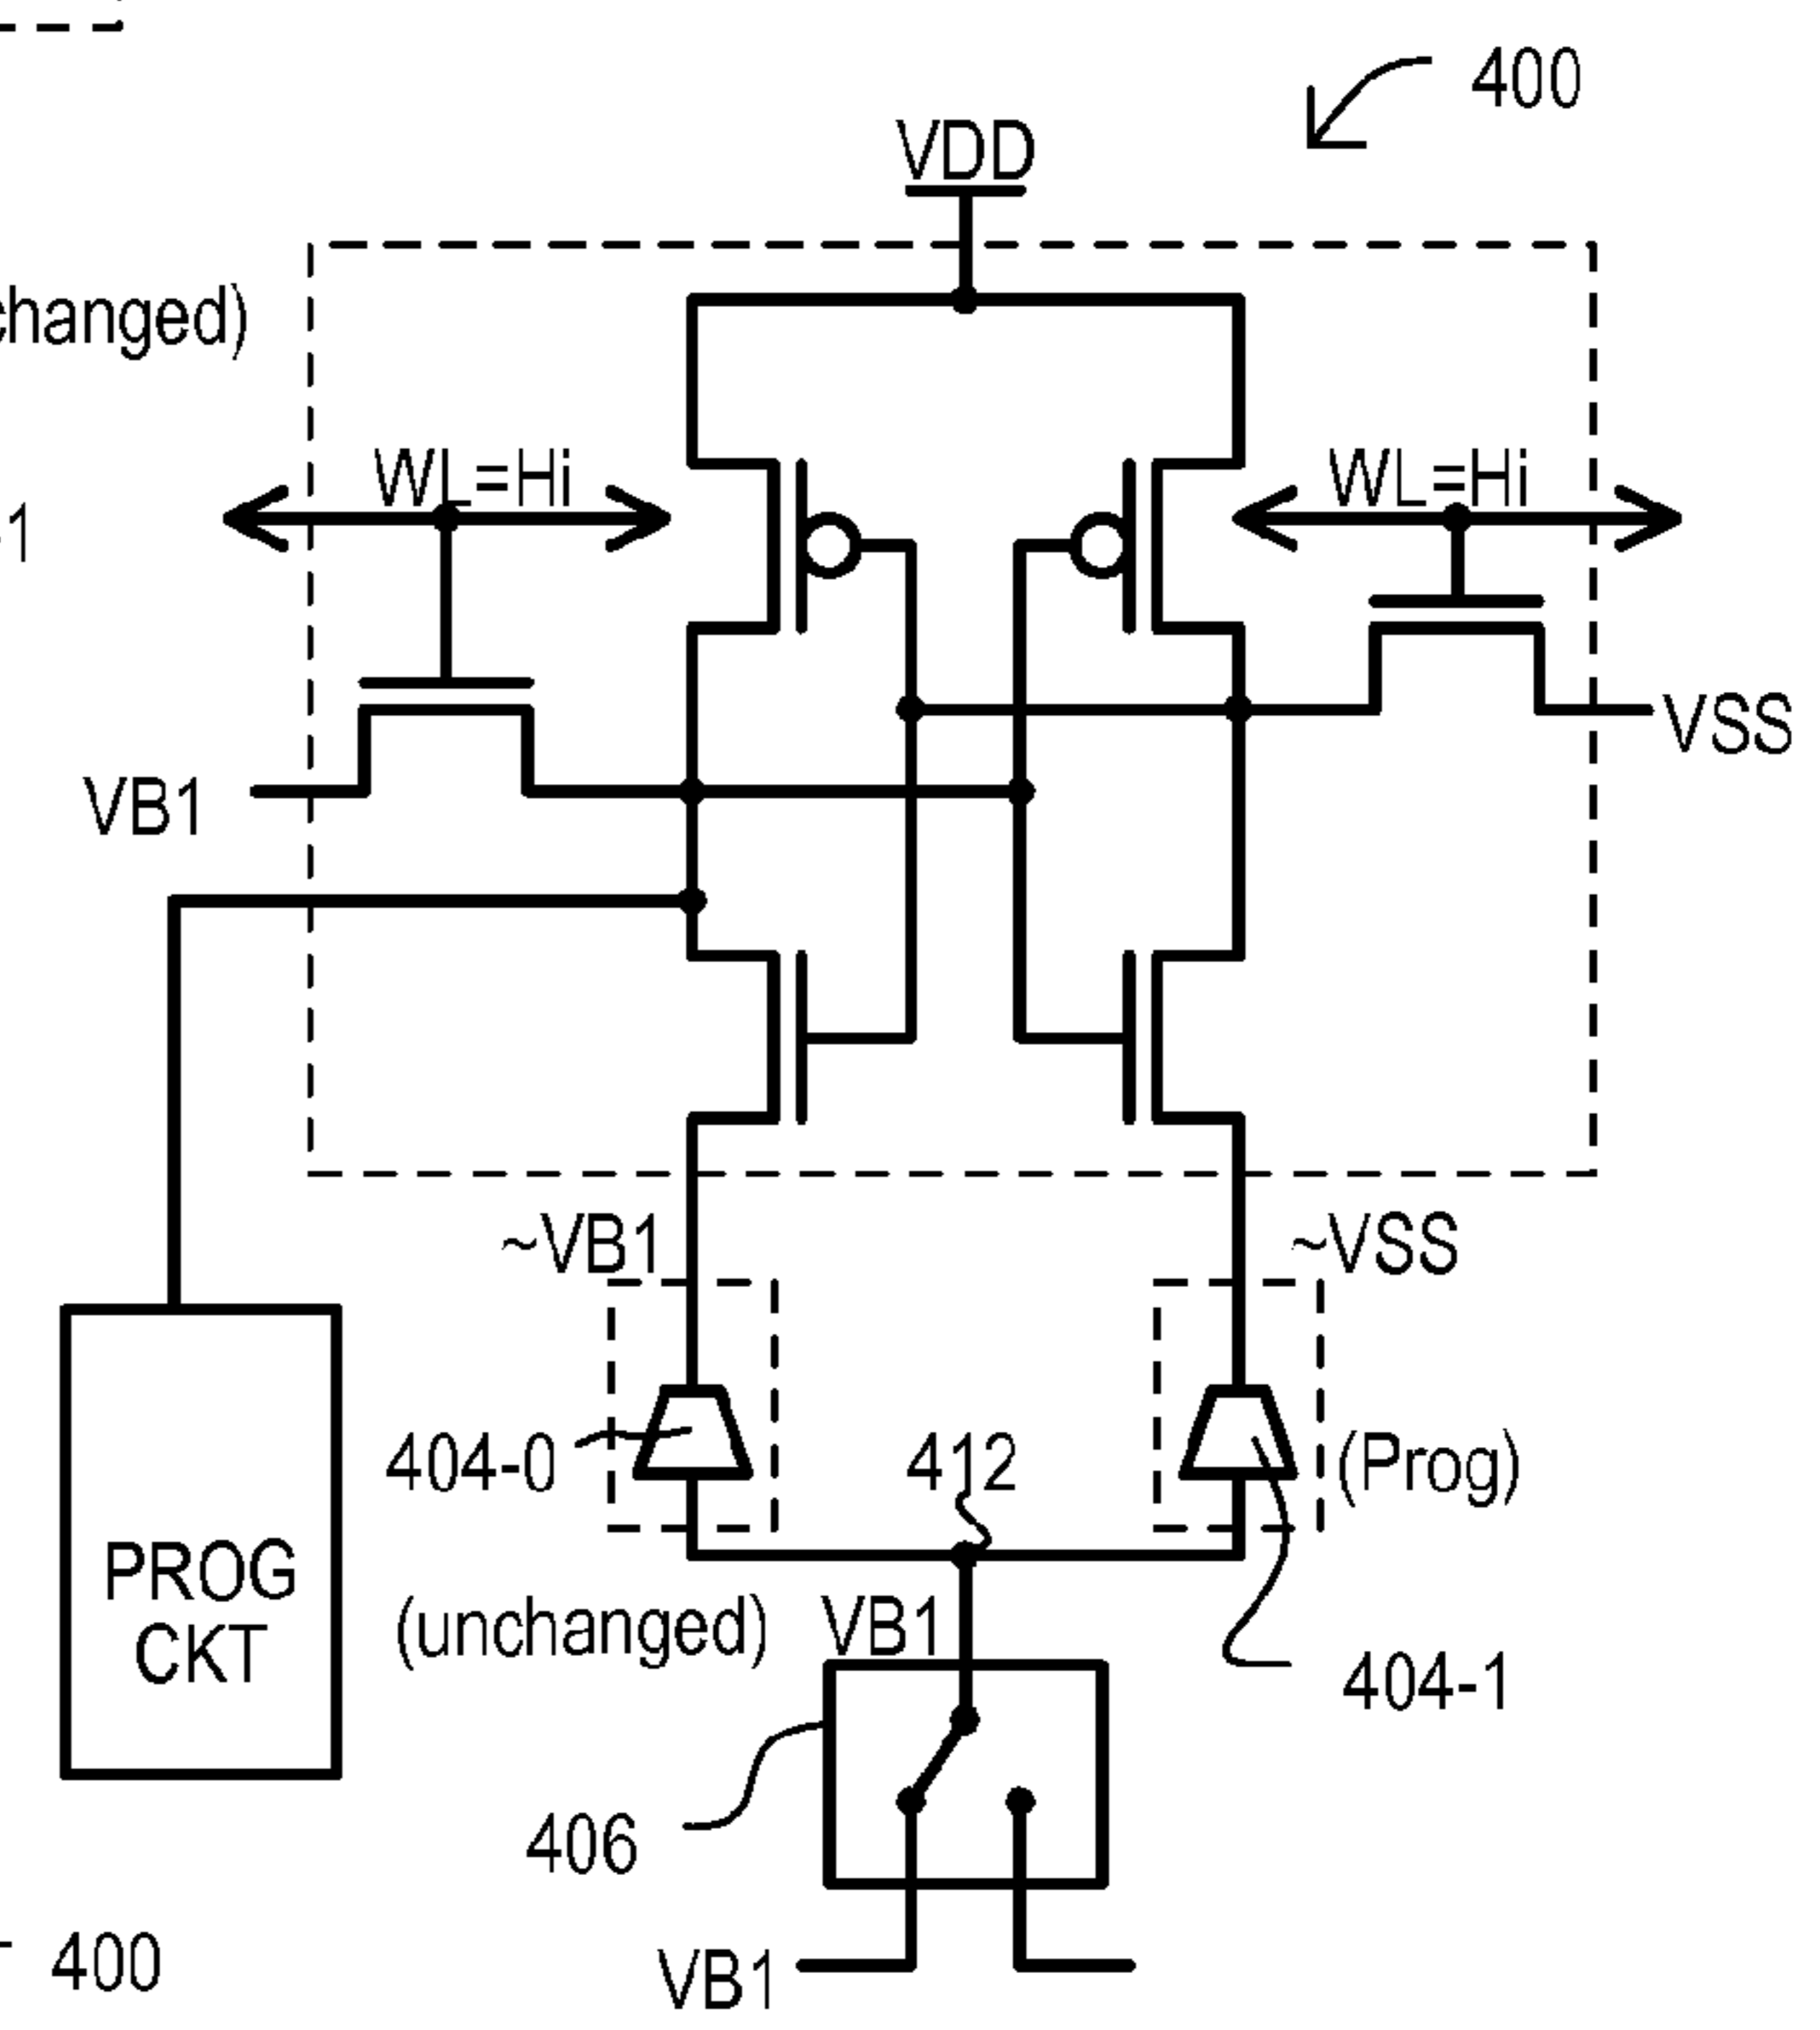 400
VDD
changed)
WL=Hi
WL=Hi
-1
VSS
VB1
~VB1
~VSS
404-0
412
(Prog)
PROG
CKT
(unchanged)
VB1
404-1
406
400
VB1